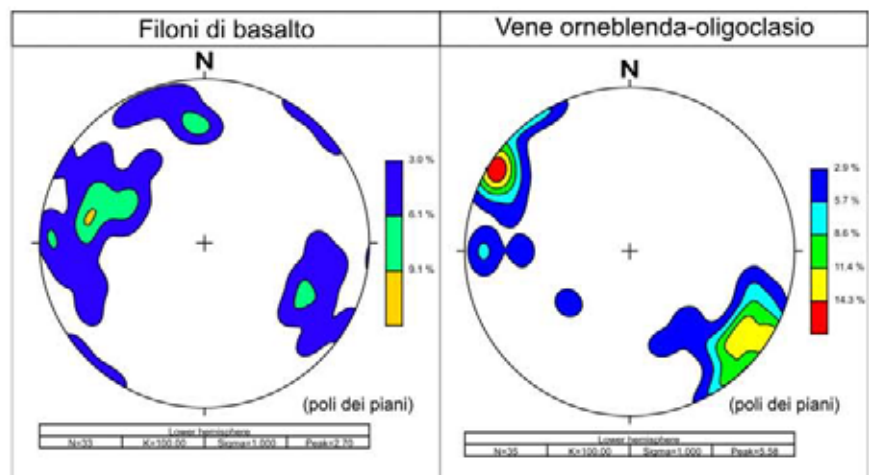 Filoni di basalto
N
3.0 %
6.1 %
9.1 %
(poli dei piani)
Lower hemisphere
N=33 K=100.00 Sigma=1.000 Peak=2.70
Vene orneblenda-oligoclasio
N
2.9 %
5.7 %
8.6 %
11.4 %
14.3 %
(poli dei piani)
Lower hemisphere
N=35 K=100.00 Sigma=1.000 Peak=5.58